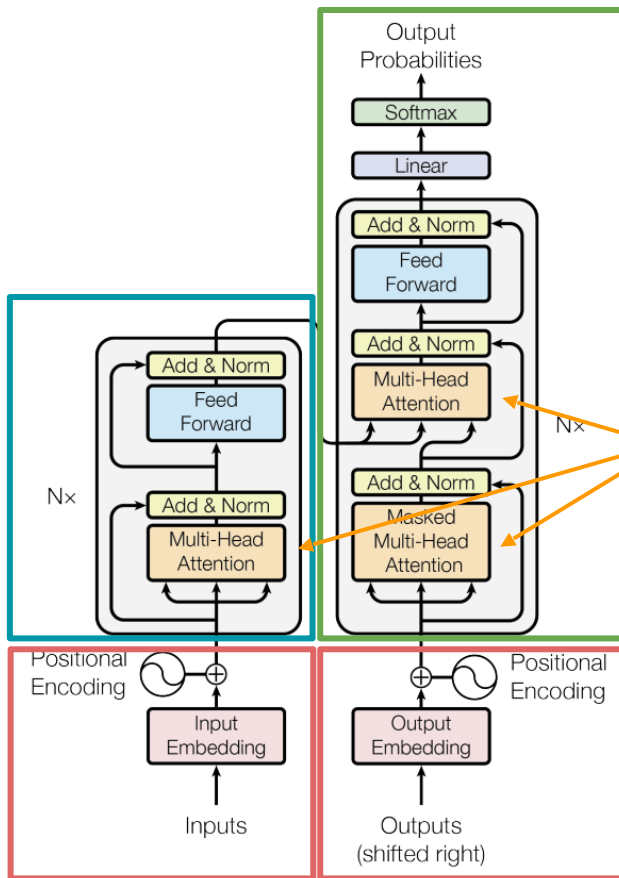 Output
Probabilities
Softmax
Linear
Add & Norm
Feed
Forward
Add & Norm
Multi-Head
Attention
Nx
Add & Norm
Masked
Multi-Head
Attention
Add & Norm
Feed
Forward
Nx
Add & Norm
Multi-Head
Attention
Positional
Encoding
Input
Embedding
Inputs
Positional
Encoding
Output
Embedding
Outputs
(shifted right)